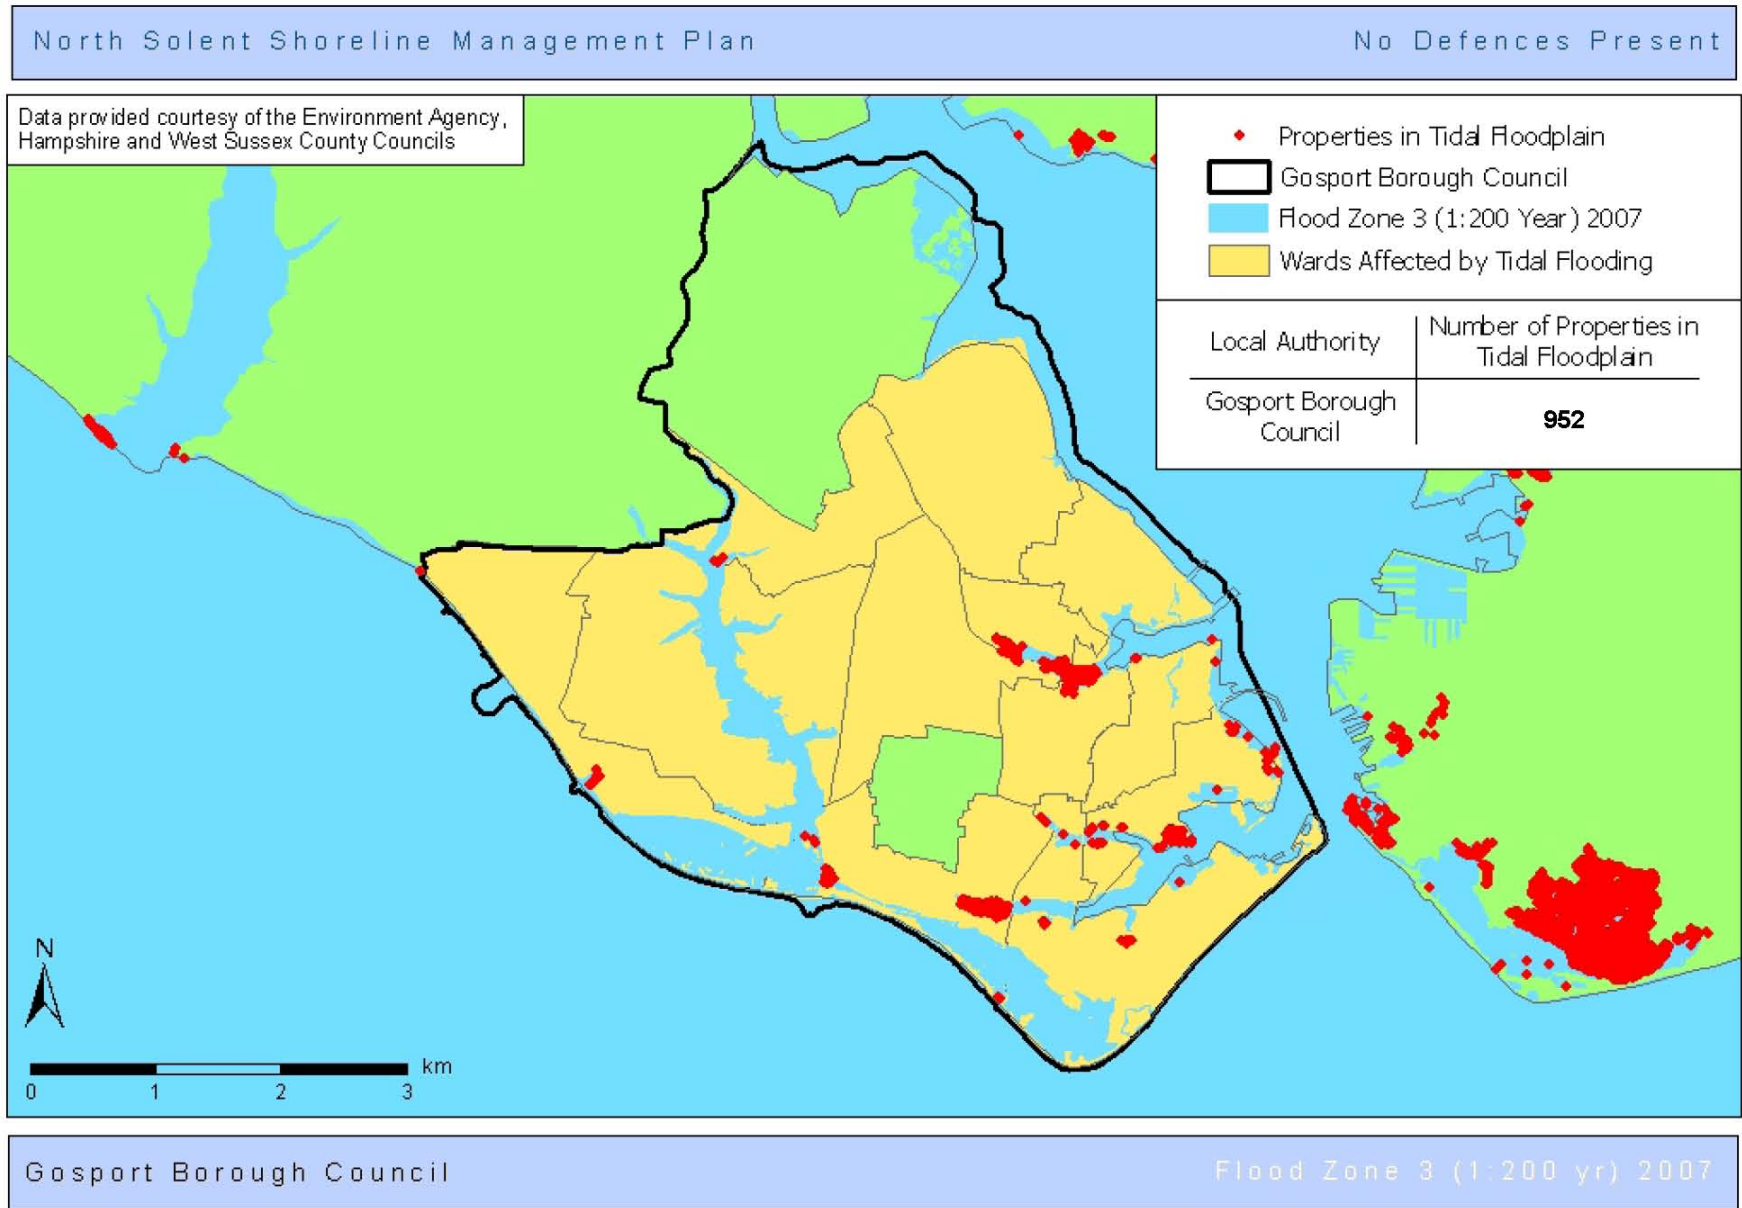 North Solent Shoreline Management Plan
No Defences Present
Data provided courtesy of the Environment Agency,
Hampshire and West Sussex County Councils
Properties in Tidal Floodplain
Gosport Borough Council
Flood Zone 3 (1:200 Year) 2007
Wards Affected by Tidal Flooding
Local Authority
Number of Properties in
Tidal Floodplain
Gosport Borough
Council
952
N
km
0 1 2 3
Gosport Borough Council
Flood Zone 3 (1:200 yr) 2007